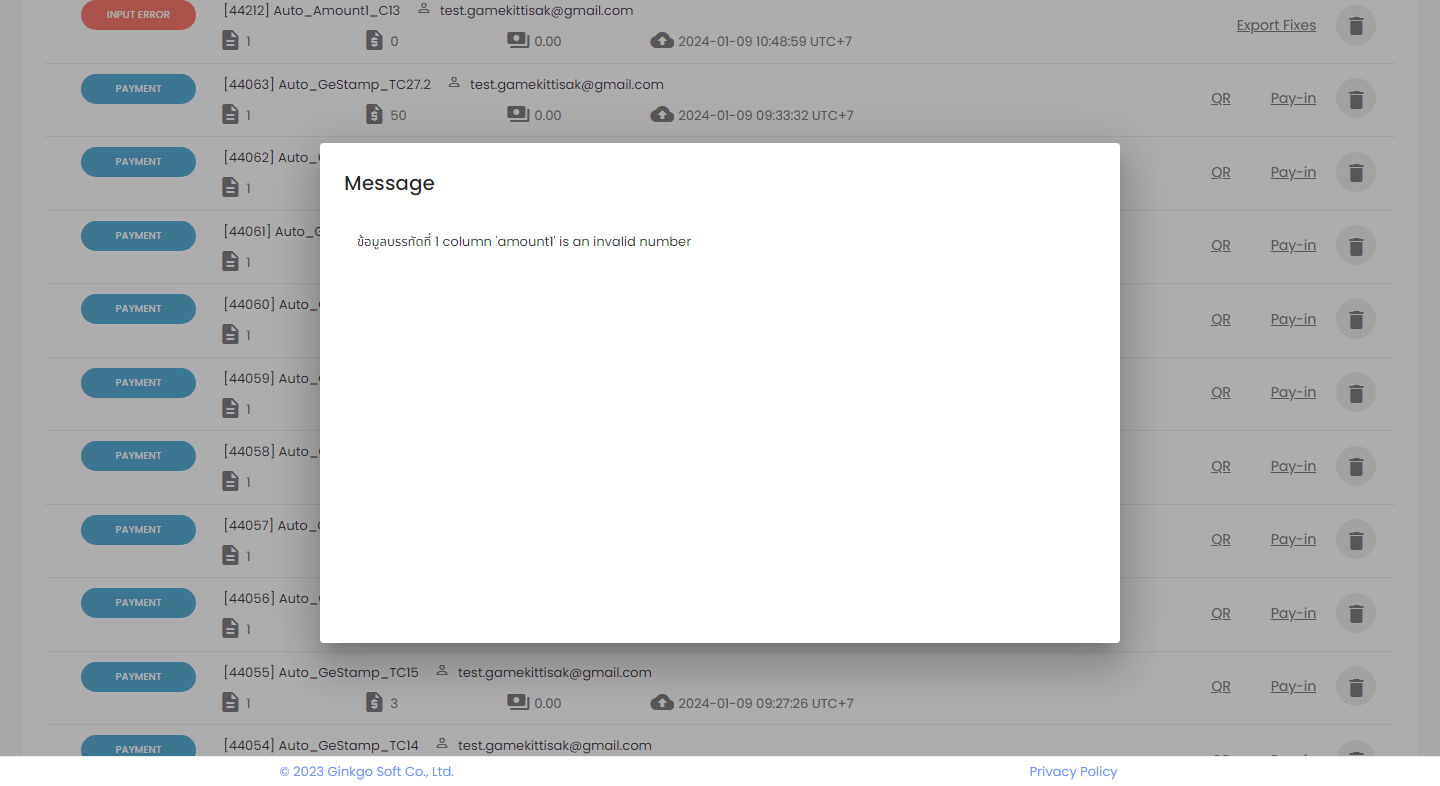 INPUT ERROR [44212] Auto_Amount1_C13 test.gamekittisak@gmail.com
1 0 0.00 2024-01-09 10:48:59 UTC+7 Export Fixes
PAYMENT [44063] Auto_GeStamp_TC27.2 test.gamekittisak@gmail.com
1 50 0.00 2024-01-09 09:33:32 UTC+7 QR Pay-in
PAYMENT [44062] Auto_
1 QR Pay-in
Message
ข้อมูลบรรทัดที่ 1 column 'amount1' is an invalid number
PAYMENT [44061] Auto_G
1 QR Pay-in
PAYMENT [44060] Auto_
1 QR Pay-in
PAYMENT [44059] Auto_
1 QR Pay-in
PAYMENT [44058] Auto_
1 QR Pay-in
PAYMENT [44057] Auto_
1 QR Pay-in
PAYMENT [44056] Auto_
1 QR Pay-in
PAYMENT [44055] Auto_GeStamp_TC15 test.gamekittisak@gmail.com
1 3 0.00 2024-01-09 09:27:26 UTC+7 QR Pay-in
PAYMENT [44054] Auto_GeStamp_TC14 test.gamekittisak@gmail.com
© 2023 Ginkgo Soft Co., Ltd. Privacy Policy